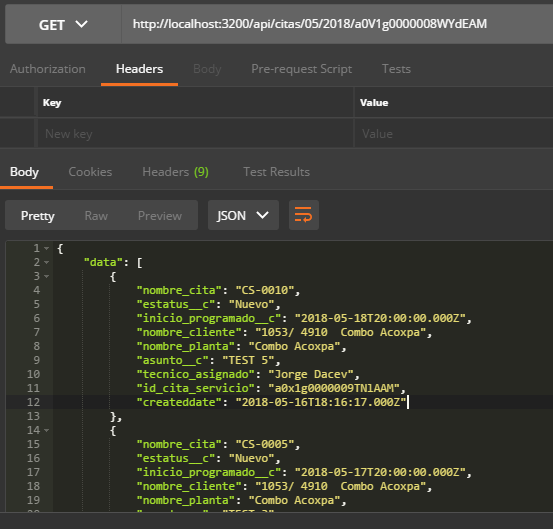 GET http://localhost:3200/api/citas/05/2018/a0V1g0000008WYdEAM
Authorization Headers Body Pre-request Script Tests
Key Value
New key Value
Body Cookies Headers (9) Test Results
Pretty Raw Preview JSON
1 {
2 "data": [
3 {
4 "nombre_cita": "CS-0010",
5 "estatus__c": "Nuevo",
6 "inicio_programado__c": "2018-05-18T20:00:00.000Z",
7 "nombre_cliente": "1053/ 4910  Combo Acoxpa",
8 "nombre_planta": "Combo Acoxpa",
9 "asunto__c": "TEST 5",
10 "tecnico_asignado": "Jorge Dacev",
11 "id_cita_servicio": "a0x1g0000009TN1AAM",
12 "createddate": "2018-05-16T18:16:17.000Z"
13 },
14 {
15 "nombre_cita": "CS-0005",
16 "estatus__c": "Nuevo",
17 "inicio_programado__c": "2018-05-17T20:00:00.000Z",
18 "nombre_cliente": "1053/ 4910  Combo Acoxpa",
19 "nombre_planta": "Combo Acoxpa",